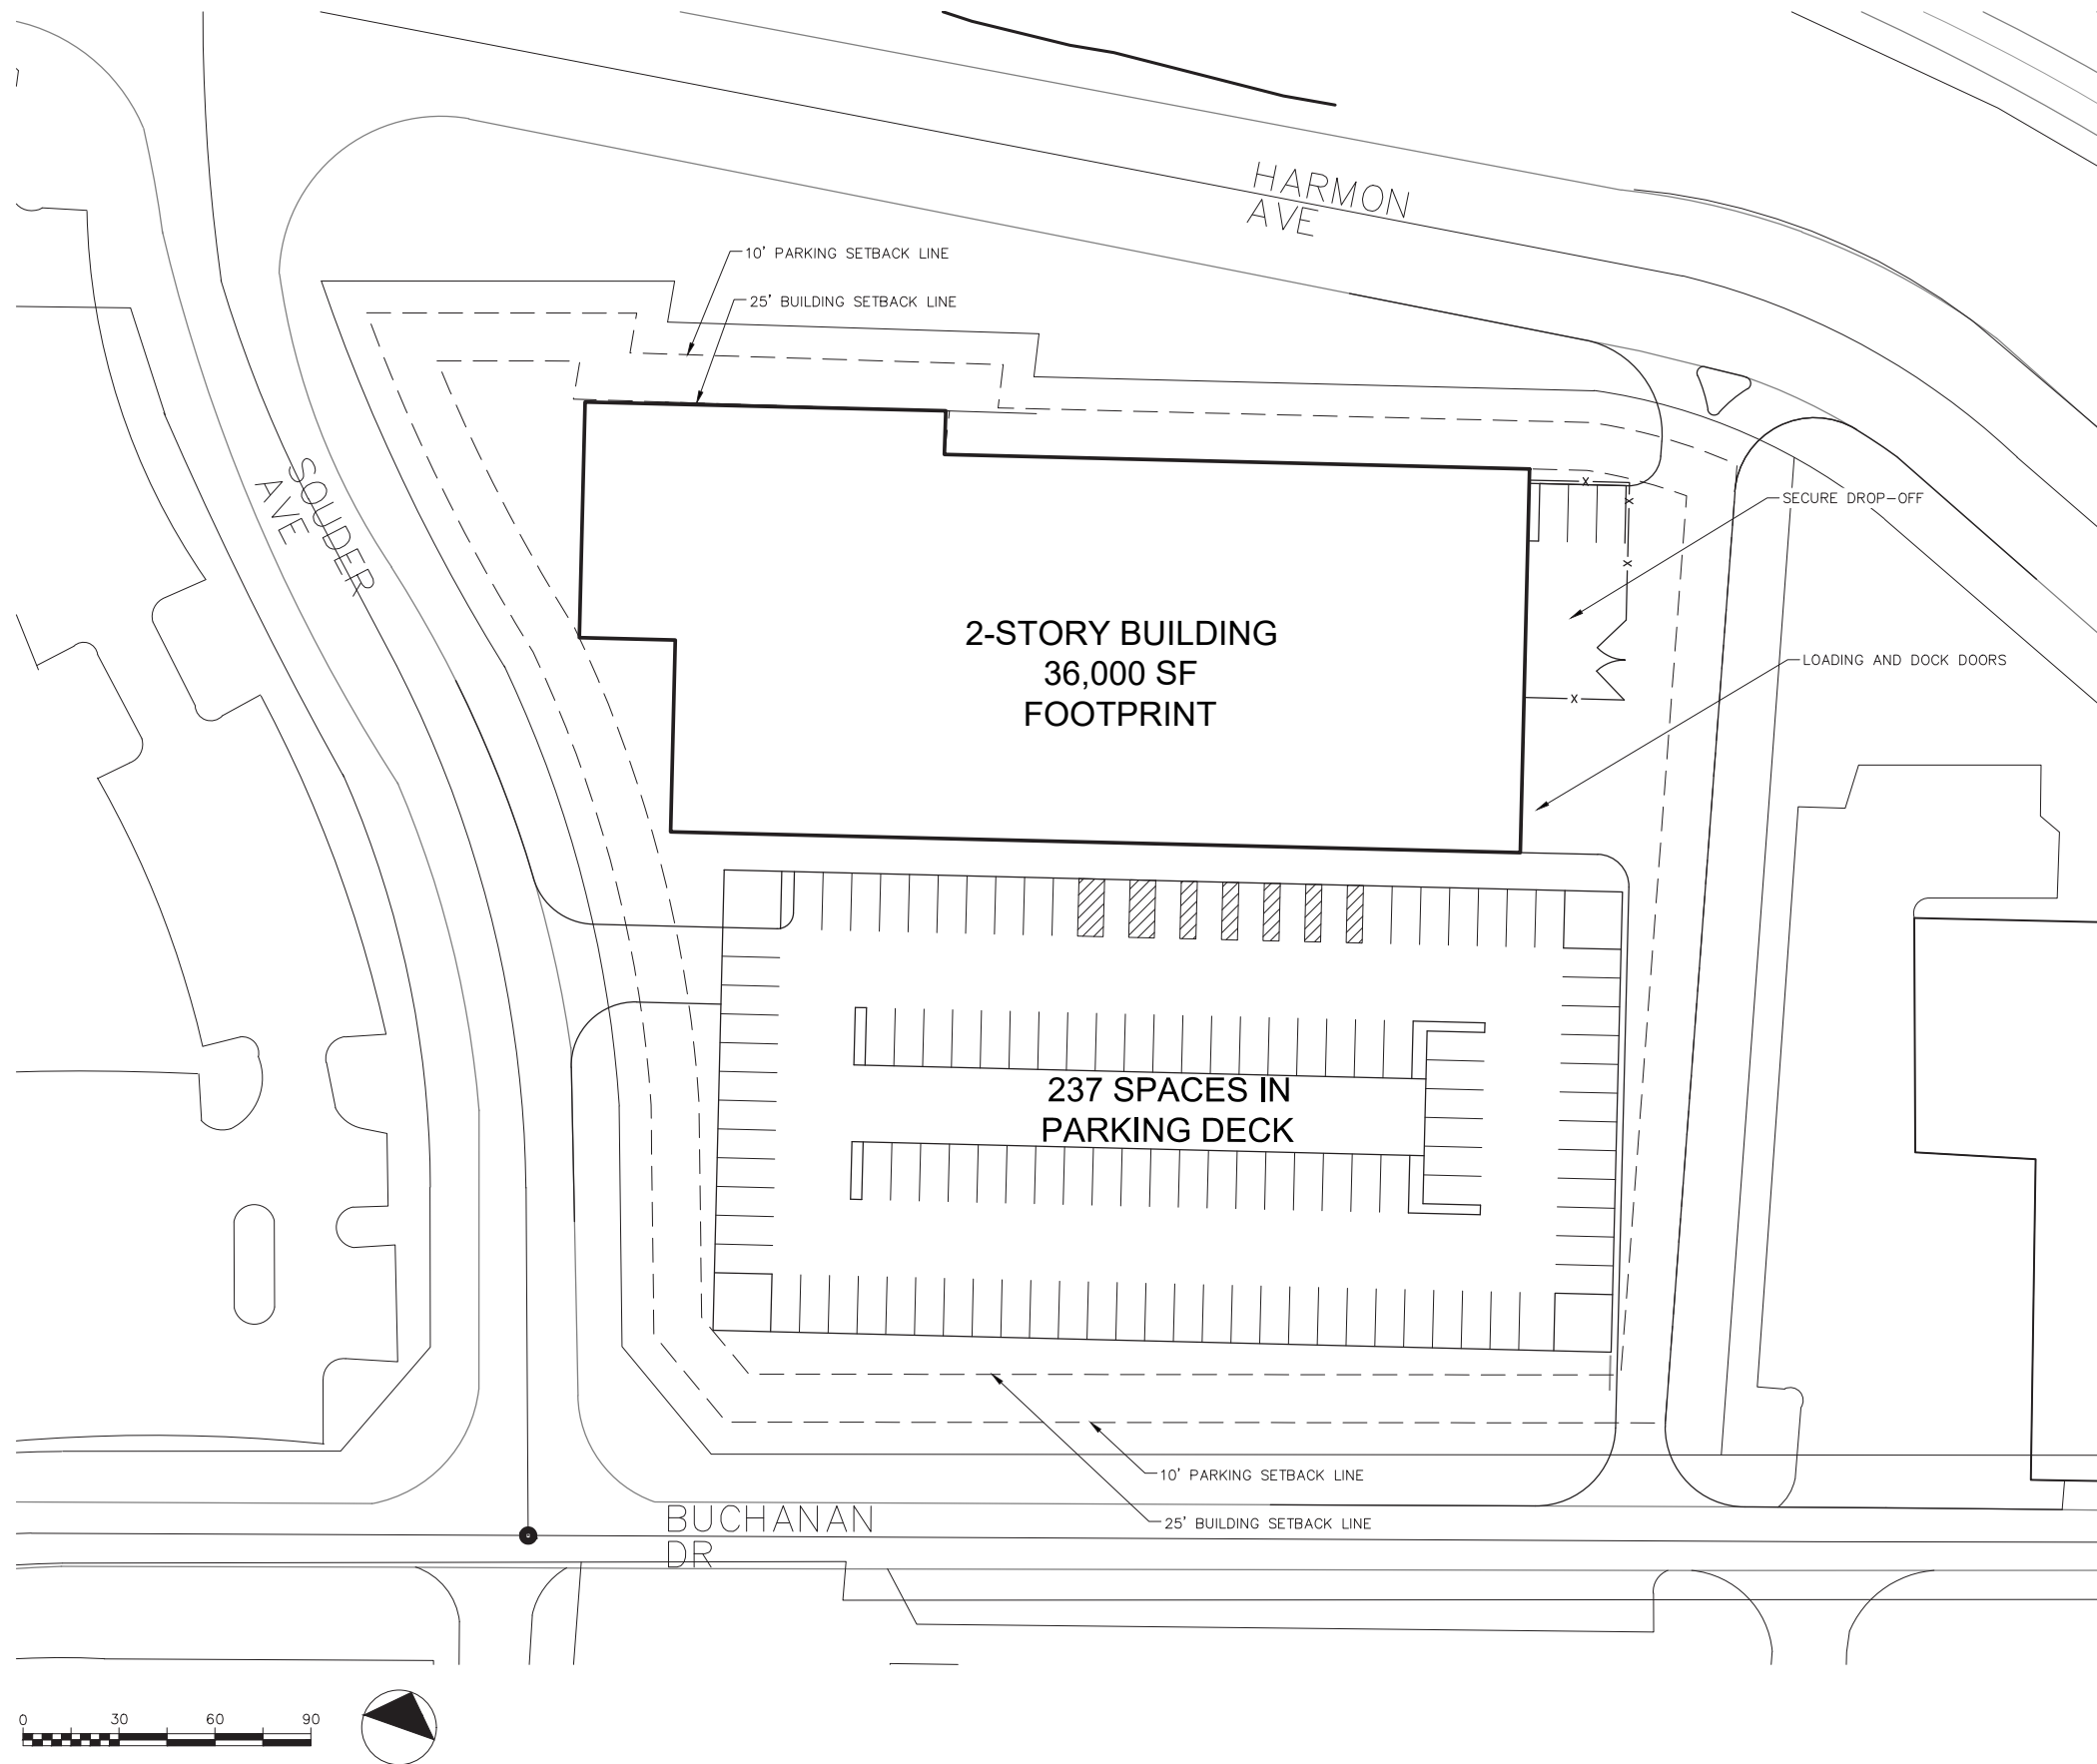 HARMON
AVE
10' PARKING SETBACK LINE
25' BUILDING SETBACK LINE
SOUDER
AVE
SECURE DROP-OFF
2-STORY BUILDING
36,000 SF
FOOTPRINT
LOADING AND DOCK DOORS
x
x
x
x
237 SPACES IN
PARKING DECK
10' PARKING SETBACK LINE
25' BUILDING SETBACK LINE
BUCHANAN
DR
0 30 60 90